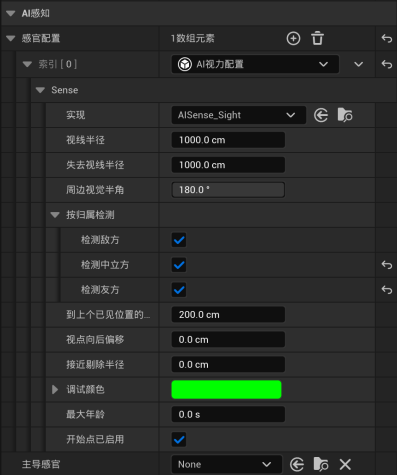 AI感知
感官配置 1数组元素
索引 [ 0 ] AI视力配置
Sense
实现 AISense_Sight
视线半径 1000.0 cm
失去视线半径 1000.0 cm
周边视觉半角 180.0 °
按归属检测
检测敌方
检测中立方
检测友方
到上个已见位置的... 200.0 cm
视点向后偏移 0.0 cm
接近剔除半径 0.0 cm
调试颜色
最大年龄 0.0 s
开始点已启用
主导感官 None